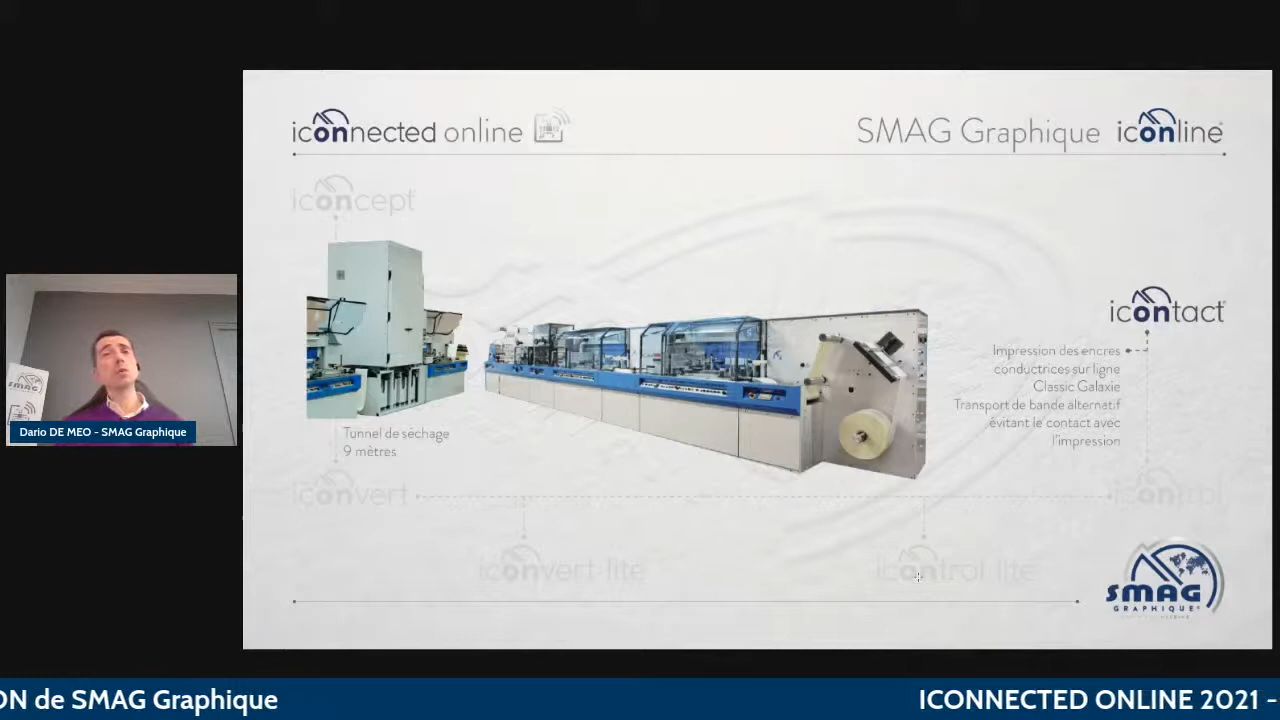 iconnected online
SMAG Graphique iconline
iconcept
icontact
Impression des encres
conductrices sur ligne
Classic Galaxie
Transport de bande alternatif
évitant le contact avec
l'impression
Tunnel de séchage
9 mètres
SMAG
Dario DE MEO - SMAG Graphique
iconvert
icontrol
iconvert lite
icontrol lite
SMAG
GRAPHIQUE
ON de SMAG Graphique
ICONNECTED ONLINE 2021 -